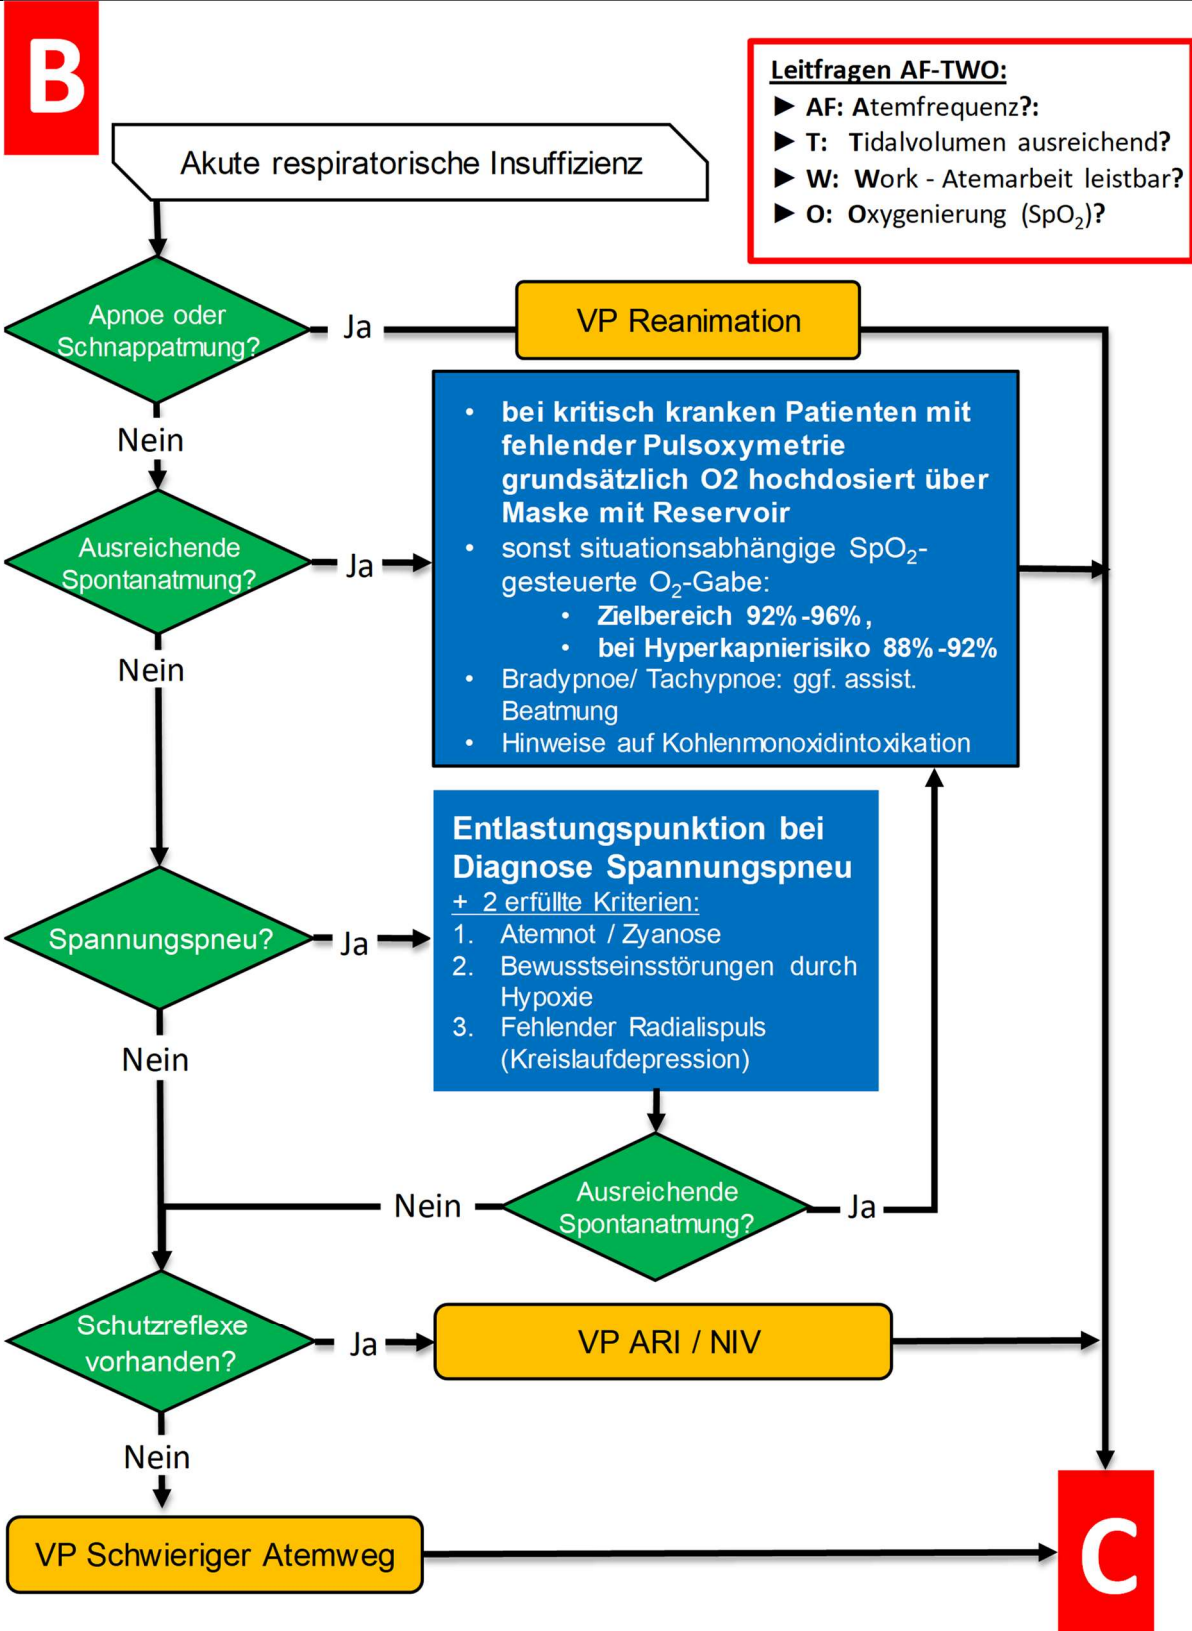 B
Leitfragen AF-TWO:
► AF: Atemfrequenz?:
► T: Tidalvolumen ausreichend?
► W: Work - Atemarbeit leistbar?
► O: Oxygenierung (SpO₂)?
Akute respiratorische Insuffizienz
Apnoe oder
Schnappatmung?
Ja
VP Reanimation
Nein
• bei kritisch kranken Patienten mit
fehlender Pulsoxymetrie
grundsätzlich O2 hochdosiert über
Maske mit Reservoir
• sonst situationsabhängige SpO₂-
gesteuerte O₂-Gabe:
• Zielbereich 92%-96%,
• bei Hyperkapnierisiko 88%-92%
• Bradypnoe/ Tachypnoe: ggf. assist.
Beatmung
• Hinweise auf Kohlenmonoxidintoxikation
Ausreichende
Spontanatmung?
Ja
Nein
Entlastungspunktion bei
Diagnose Spannungspneu
+ 2 erfüllte Kriterien:
1. Atemnot / Zyanose
2. Bewusstseinsstörungen durch
Hypoxie
3. Fehlender Radialispuls
(Kreislaufdepression)
Spannungspneu?
Ja
Nein
Ausreichende
Spontanatmung?
Nein
Ja
Schutzreflexe
vorhanden?
Ja
VP ARI / NIV
Nein
VP Schwieriger Atemweg
C